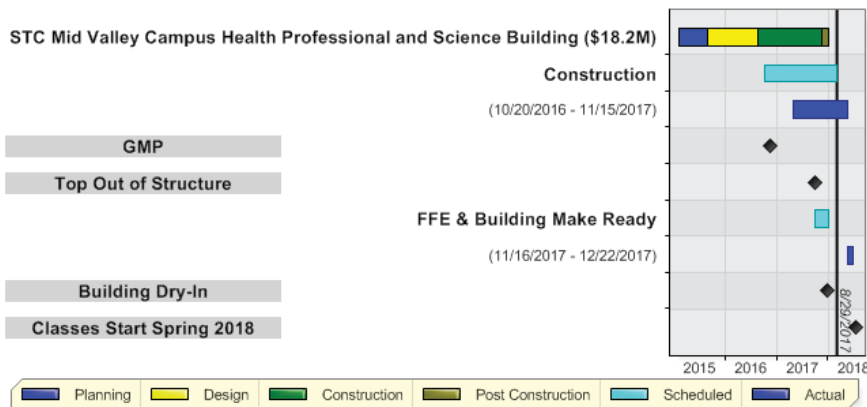 STC Mid Valley Campus Health Professional and Science Building ($18.2M)
Construction
(10/20/2016 - 11/15/2017)
GMP
Top Out of Structure
FFE & Building Make Ready
(11/16/2017 - 12/22/2017)
Building Dry-In
Classes Start Spring 2018
8/29/2017
2015 2016 2017 2018
Planning Design Construction Post Construction Scheduled Actual